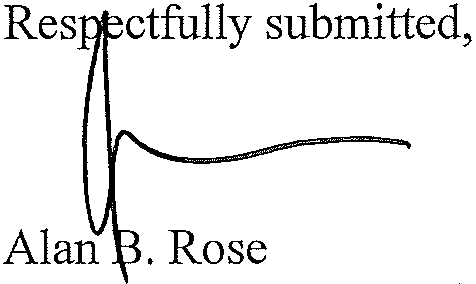 Respectfully submitted,
Alan B. Rose